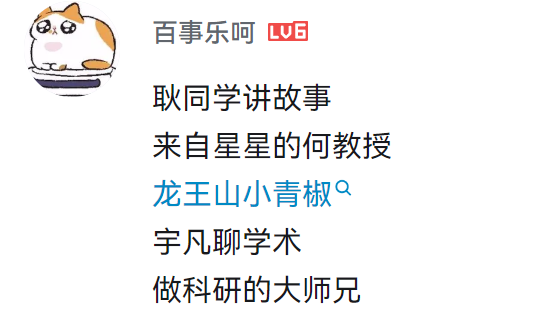 百事乐呵 LV6
耿同学讲故事
来自星星的何教授
龙王山小青椒
宇凡聊学术
做科研的大师兄